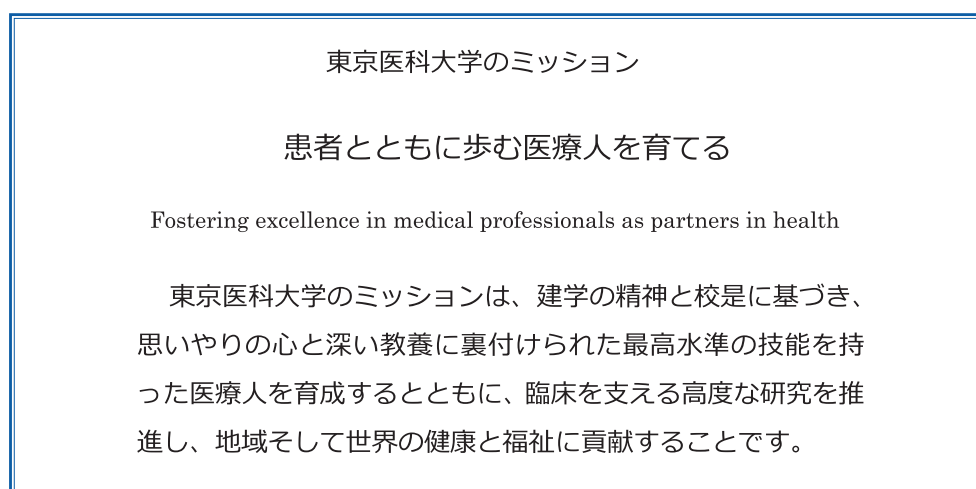 東京医科大学のミッション
患者とともに歩む医療人を育てる
Fostering excellence in medical professionals as partners in health
東京医科大学のミッションは、建学の精神と校是に基づき、
思いやりの心と深い教養に裏付けられた最高水準の技能を持
った医療人を育成するとともに、臨床を支える高度な研究を推
進し、地域そして世界の健康と福祉に貢献することです。